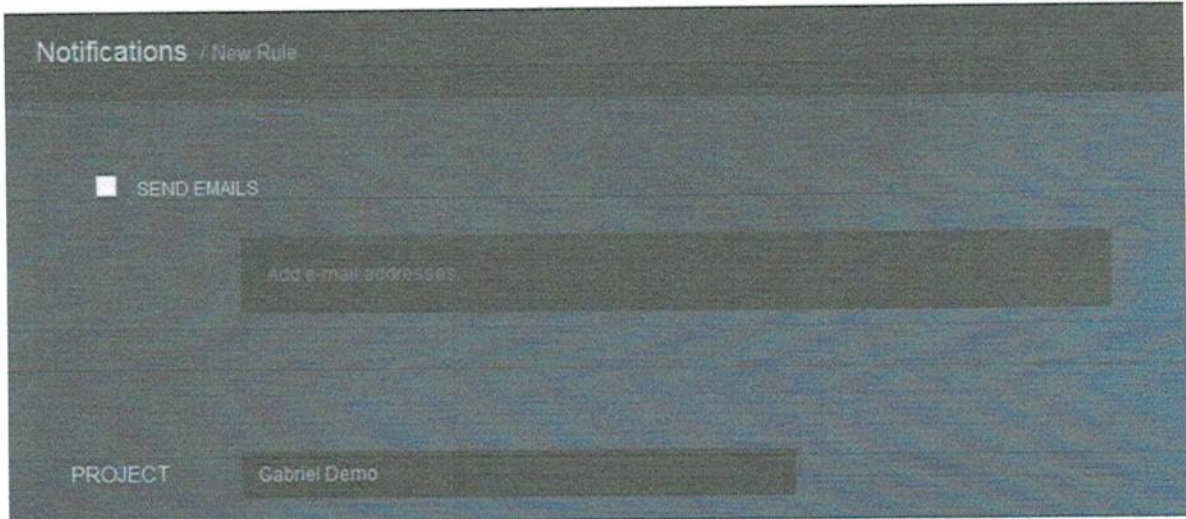 Notifications / New Rule
SEND EMAILS
Add e-mail addresses
PROJECT Gabriel Demo